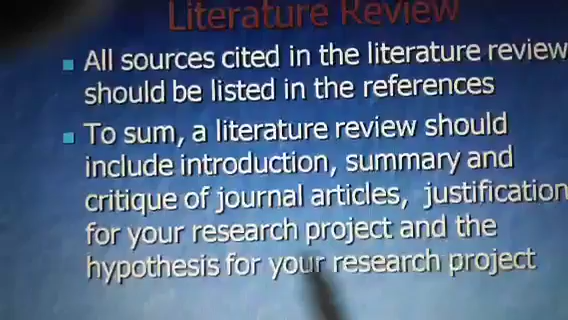 Literature Review
All sources cited in the literature review
should be listed in the references
To sum, a literature review should
include introduction, summary and
critique of journal articles, justification
for your research project and the
hypothesis for your research project